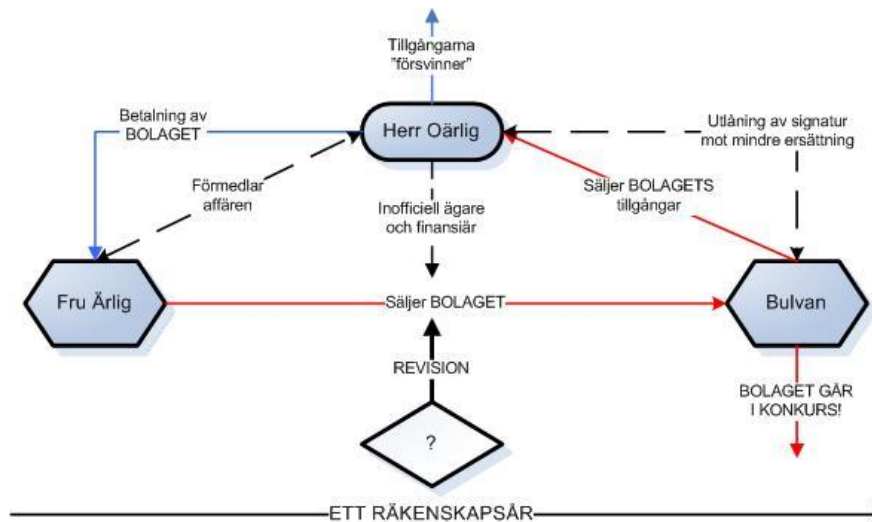 Tillgångarna
"försvinner"
Betalning av
BOLAGET
Herr Oärlig
Utlåning av signatur
mot mindre ersättning
Förmedlar
affären
Inofficiell ägare
och finansiär
Säljer BOLAGETS
tillgångar
Fru Ärlig
Säljer BOLAGET
Bulvan
REVISION
BOLAGET GÅR
I KONKURS!
?
ETT RÄKENSKAPSÅR